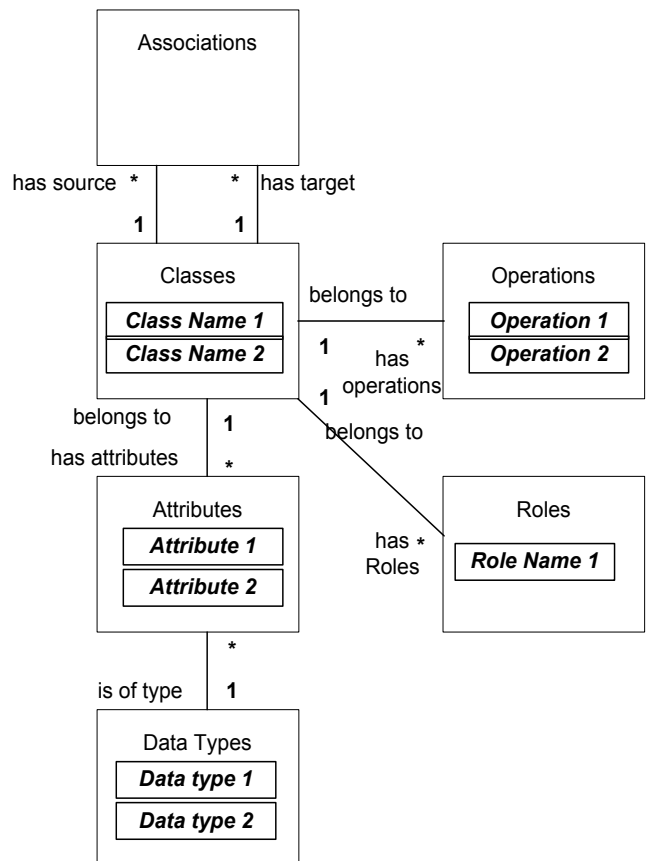 Associations
has source * * has target
1 1
Classes
Class Name 1
Class Name 2
belongs to
1 *
has
operations
Operations
Operation 1
Operation 2
1
belongs to
belongs to
1
has attributes *
Attributes
Attribute 1
Attribute 2
has *
Roles
Roles
Role Name 1
*
is of type 1
Data Types
Data type 1
Data type 2